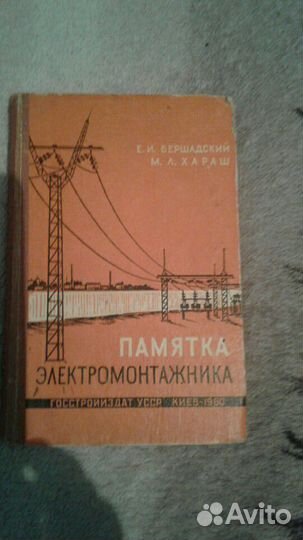 Е. И. БЕРШАДСКИЙ
М. Л. ХАРАШ
ПАМЯТКА
ЭЛЕКТРОМОНТАЖНИКА
ГОССТРОЙИЗДАТ УССР КИЕВ-1960
Avito